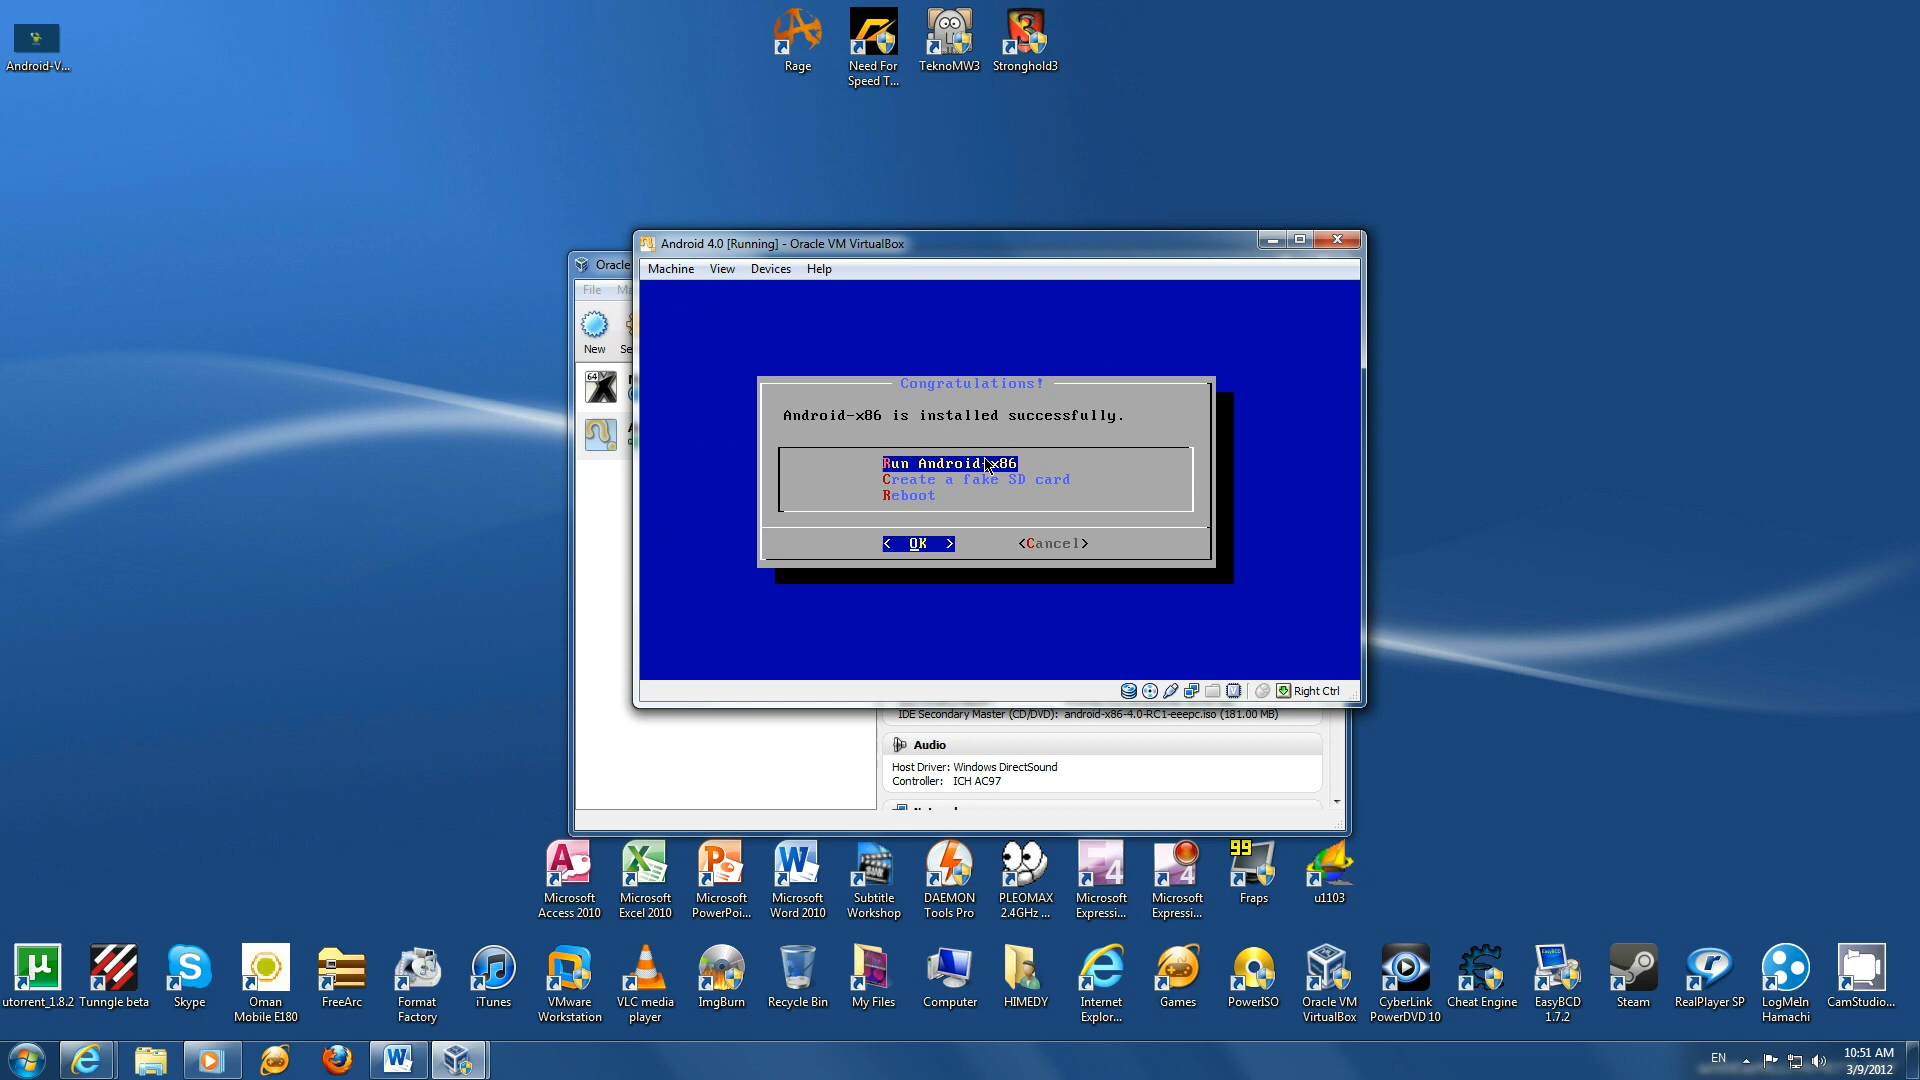 Android-V...
Rage
Need For
Speed T...
TeknoMW3
Stronghold3
Android 4.0 [Running] - Oracle VM VirtualBox
Machine View Devices Help
Oracle
File
New
64
Congratulations!
Android-x86 is installed successfully.
Run Android-x86
Create a fake SD card
Reboot
< OK >
<Cancel>
Right Ctrl
IDE Secondary Master (CD/DVD): android-x86-4.0-RC1-eeepc.iso (181.00 MB)
Audio
Host Driver: Windows DirectSound
Controller: ICH AC97
Microsoft
Access 2010
Microsoft
Excel 2010
Microsoft
PowerPoi...
Microsoft
Word 2010
Subtitle
Workshop
DAEMON
Tools Pro
PLEOMAX
2.4GHz ...
Microsoft
Expressi...
Microsoft
Expressi...
99
Fraps
u1103
utorrent_1.8.2
Tunngle beta
Skype
Oman
Mobile E180
FreeArc
Format
Factory
iTunes
VMware
Workstation
VLC media
player
ImgBurn
Recycle Bin
My Files
Computer
HIMEDY
Internet
Explor...
Games
PowerISO
Oracle VM
VirtualBox
CyberLink
PowerDVD 10
Cheat Engine
EasyBCD
1.7.2
Steam
RealPlayer SP
LogMeIn
Hamachi
CamStudio...
EN
10:51 AM
3/9/2012